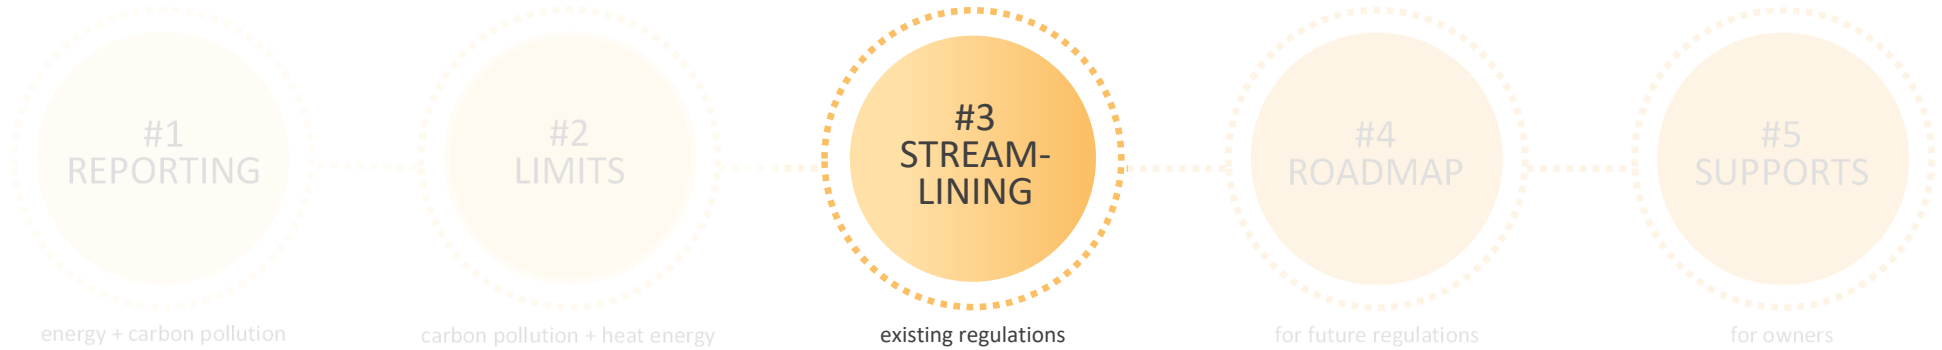 #1
REPORTING
energy + carbon pollution
#2
LIMITS
carbon pollution + heat energy
#3
STREAM-
LINING
existing regulations
#4
ROADMAP
for future regulations
#5
SUPPORTS
for owners